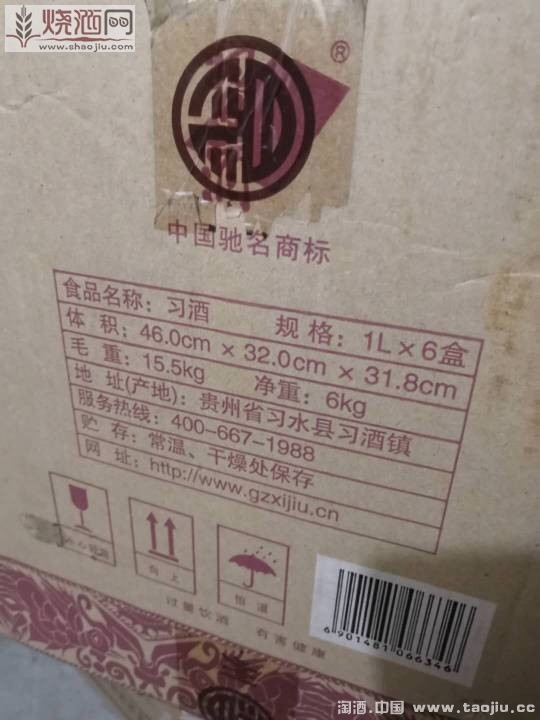 烧酒网
www.shaojiu.com
®
中国驰名商标
食品名称：习酒 规 格：1L×6盒
体 积：46.0cm × 32.0cm × 31.8cm
毛 重：15.5kg 净重：6kg
地 址(产地)：贵州省习水县习酒镇
服务热线：400-667-1988
贮 存：常温、干燥处保存
网 址：http://www.gzxijiu.cn
向 上
怕 湿
过量饮酒 有害健康
6901481066346
淘酒.中国 www.taojiu.cc